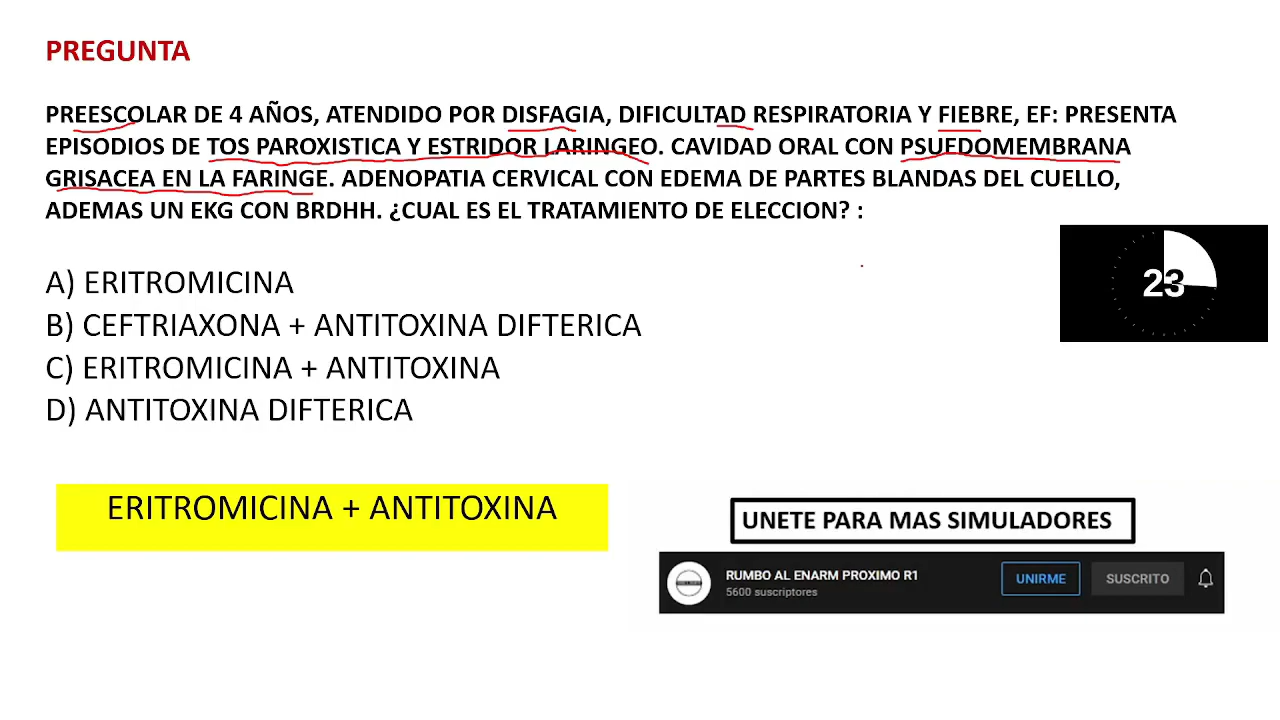 PREGUNTA
PREESCOLAR DE 4 AÑOS, ATENDIDO POR DISFAGIA, DIFICULTAD RESPIRATORIA Y FIEBRE, EF: PRESENTA
EPISODIOS DE TOS PAROXISTICA Y ESTRIDOR LARINGEO. CAVIDAD ORAL CON PSUEDOMEMBRANA
GRISACEA EN LA FARINGE. ADENOPATIA CERVICAL CON EDEMA DE PARTES BLANDAS DEL CUELLO,
ADEMAS UN EKG CON BRDHH. ¿CUAL ES EL TRATAMIENTO DE ELECCION? :
A) ERITROMICINA
B) CEFTRIAXONA + ANTITOXINA DIFTERICA
C) ERITROMICINA + ANTITOXINA
D) ANTITOXINA DIFTERICA
23
ERITROMICINA + ANTITOXINA
UNETE PARA MAS SIMULADORES
RUMBO AL ENARM PROXIMO R1
5600 suscriptores
UNIRME
SUSCRITO